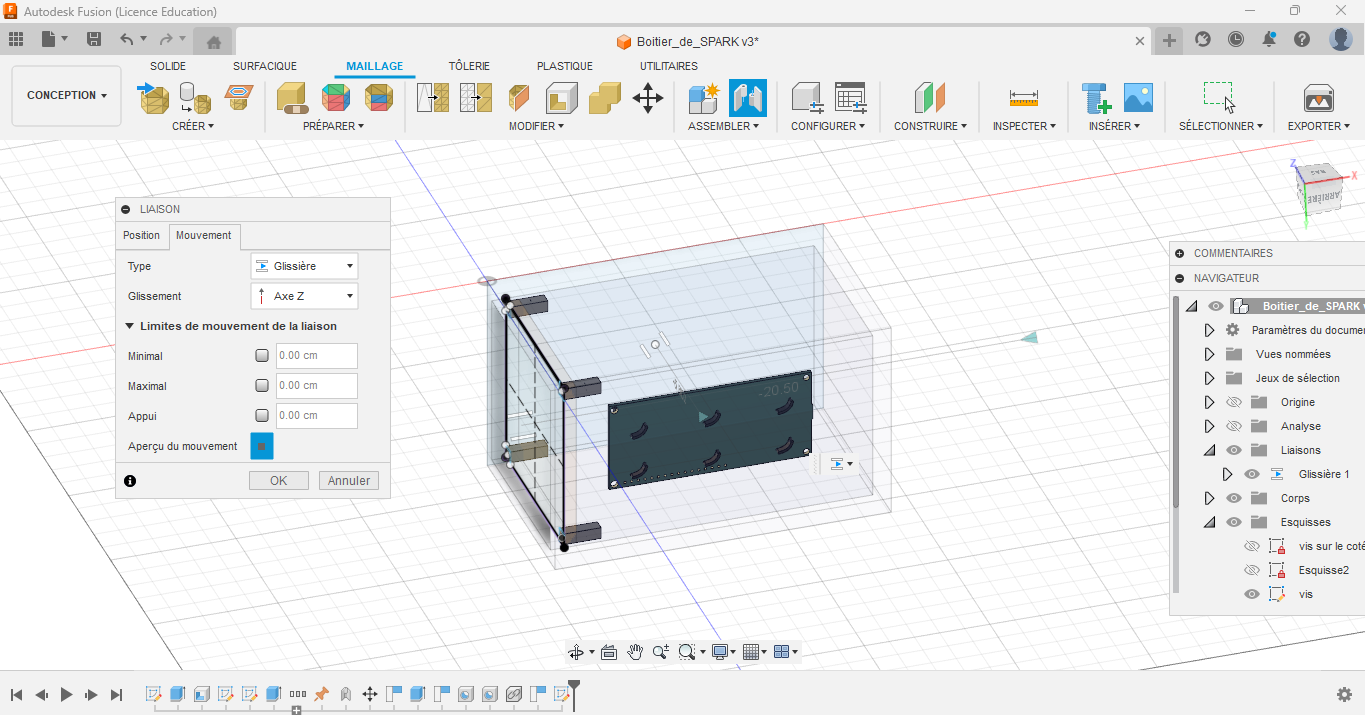 Autodesk Fusion (Licence Education)
Boitier_de_SPARK v3*
SOLIDE SURFACIQUE MAILLAGE TÔLERIE PLASTIQUE UTILITAIRES
CONCEPTION
CRÉER PRÉPARER MODIFIER ASSEMBLER CONFIGURER CONSTRUIRE INSPECTER INSÉRER SÉLECTIONNER EXPORTER
LIAISON
Position Mouvement
Type Glissière
Glissement Axe Z
Limites de mouvement de la liaison
Minimal 0.00 cm
Maximal 0.00 cm
Appui 0.00 cm
Aperçu du mouvement
OK Annuler
-20 50
Z
X
BAS
ARRIÈRE
COMMENTAIRES
NAVIGATEUR
Boitier_de_SPARK v
Paramètres du docume
Vues nommées
Jeux de sélection
Origine
Analyse
Liaisons
Glissière 1
Corps
Esquisses
vis sur le coté
Esquisse2
vis